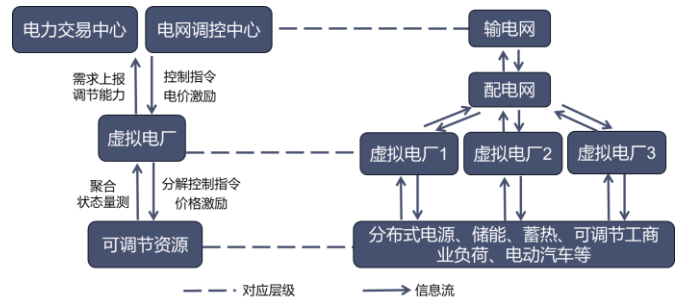 电力交易中心
电网调控中心
输电网
需求上报
调节能力
控制指令
电价激励
配电网
虚拟电厂
虚拟电厂1
虚拟电厂2
虚拟电厂3
聚合
状态量测
分解控制指令
价格激励
可调节资源
分布式电源、储能、蓄热、可调节工商
业负荷、电动汽车等
对应层级
信息流